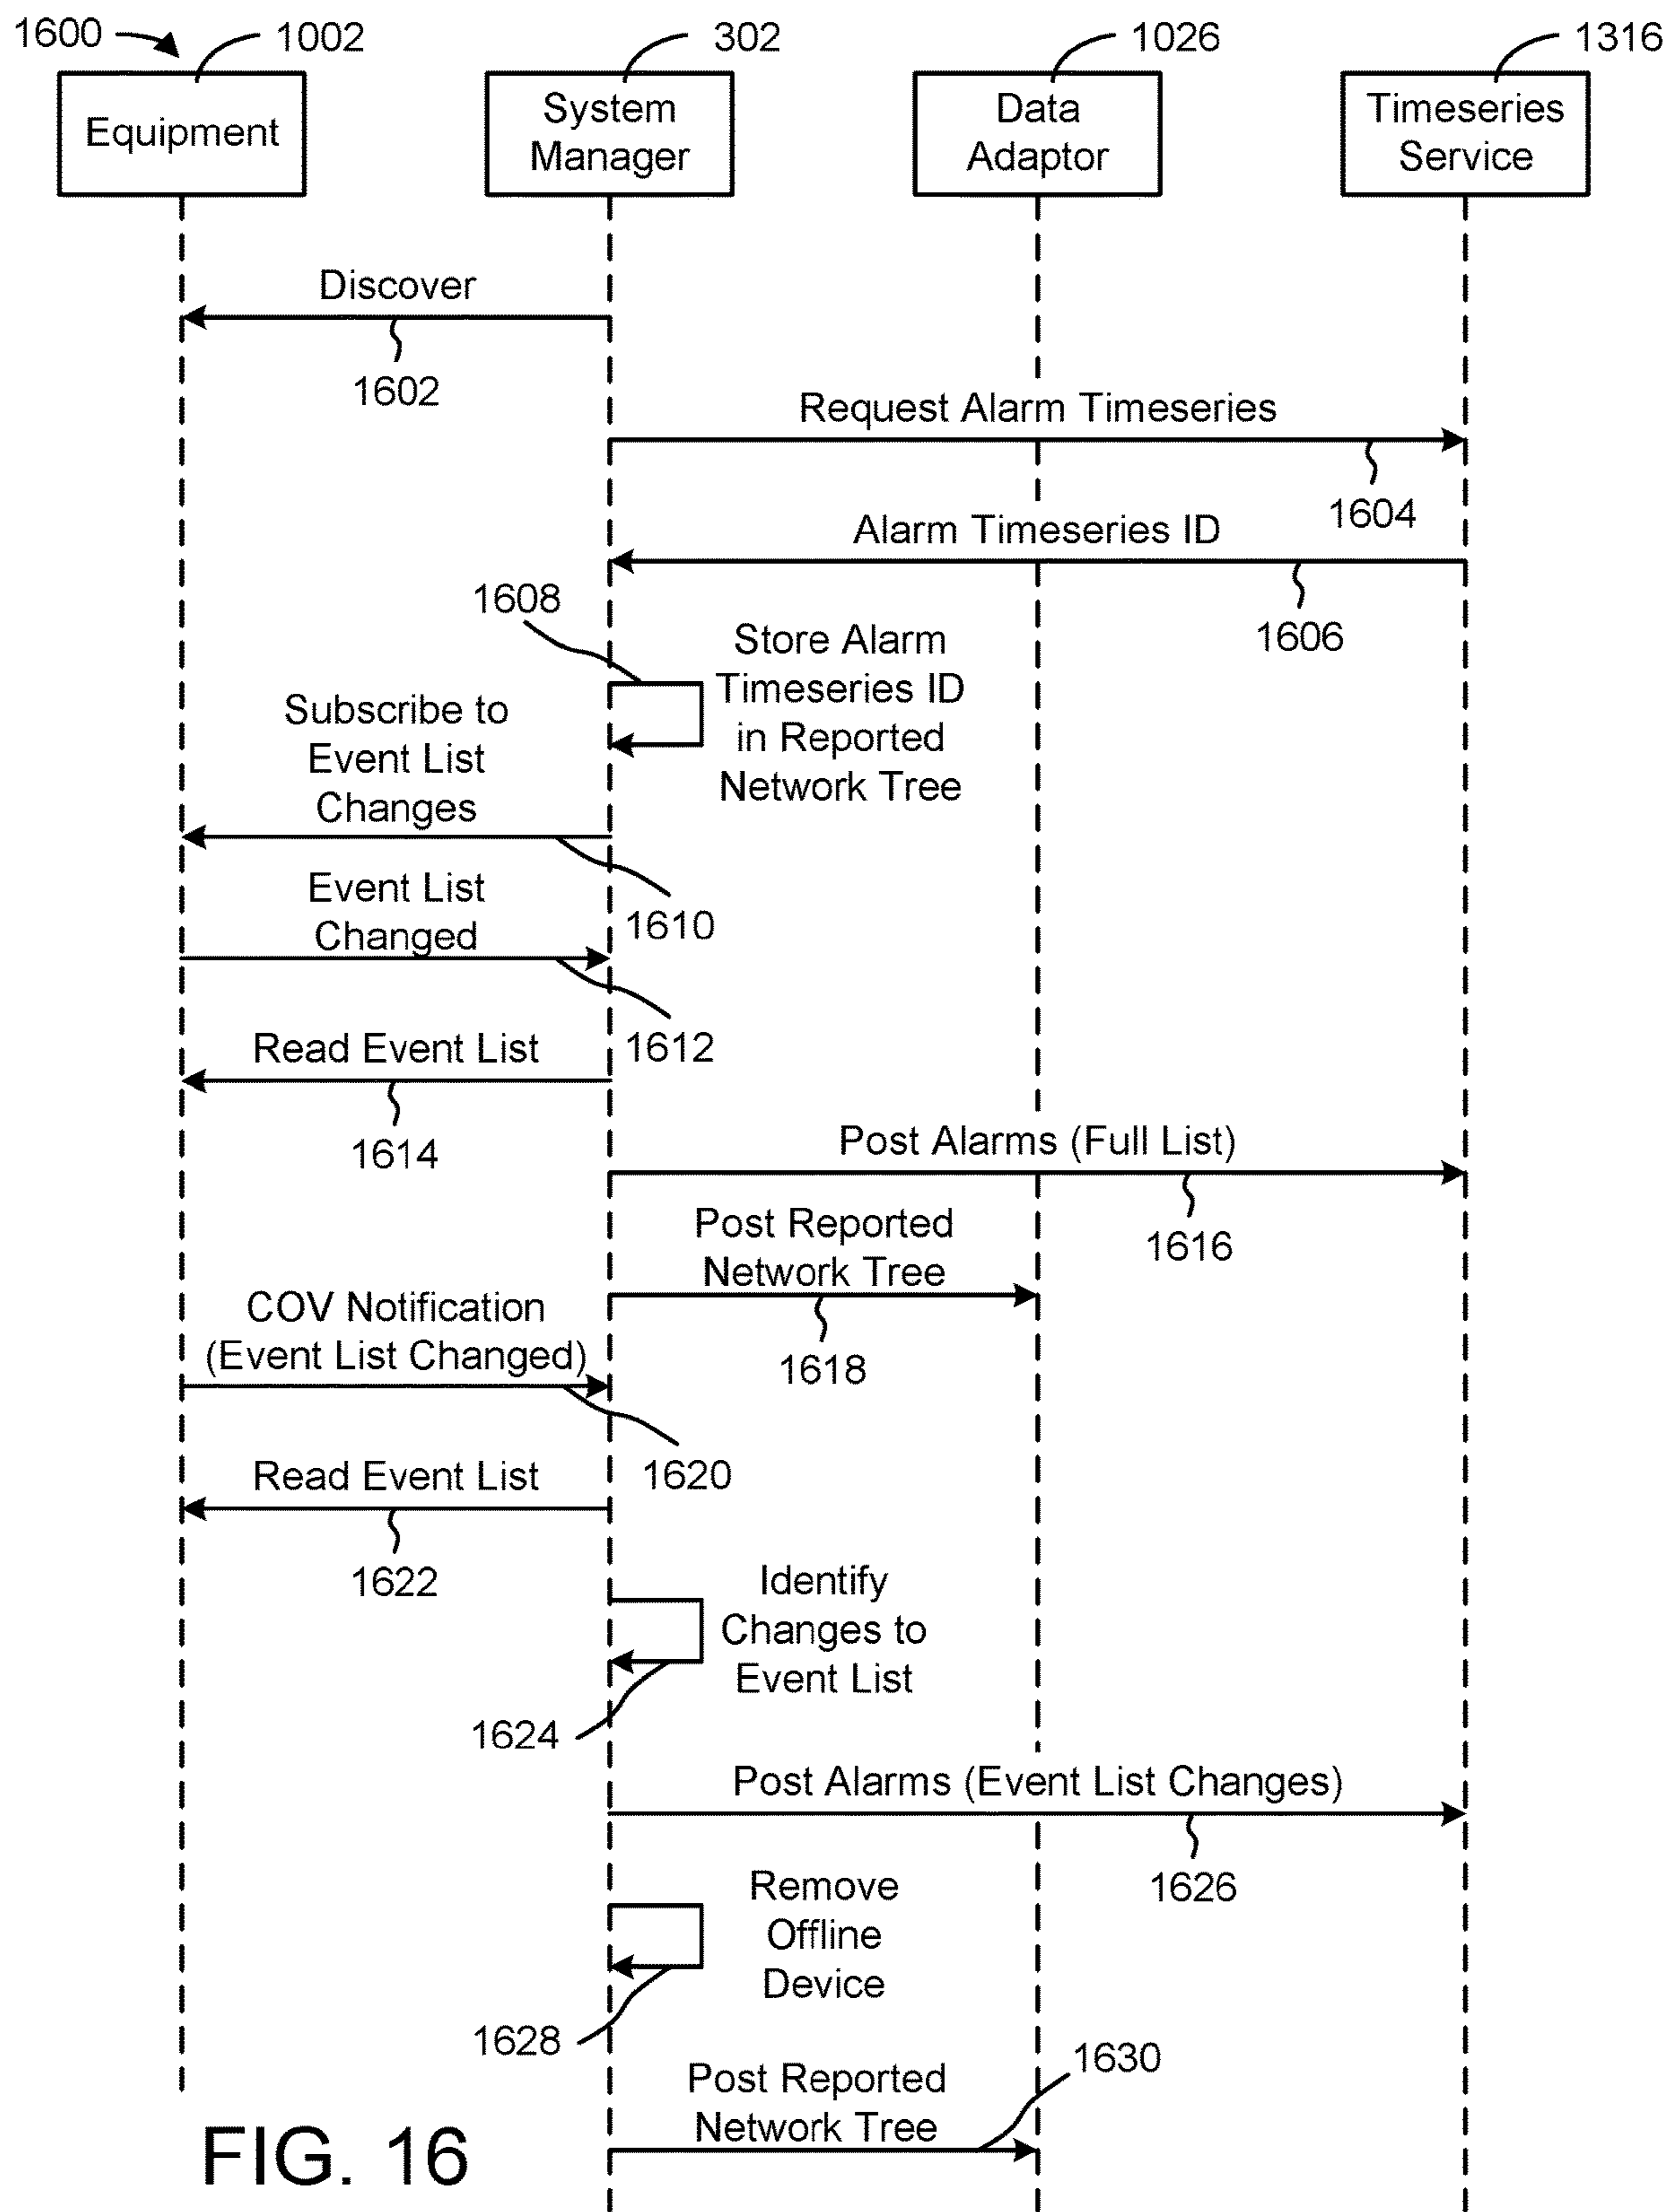 1600
1002
302
1026
1316
Equipment
System
Manager
Data
Adaptor
Timeseries
Service
Discover
1602
Request Alarm Timeseries
1604
Alarm Timeseries ID
1606
1608
Store Alarm
Timeseries ID
in Reported
Network Tree
Subscribe to
Event List
Changes
1610
Event List
Changed
1612
Read Event List
1614
Post Alarms (Full List)
1616
Post Reported
Network Tree
1618
COV Notification
(Event List Changed)
1620
Read Event List
1622
Identify
Changes to
Event List
1624
Post Alarms (Event List Changes)
1626
Remove
Offline
Device
1628
Post Reported
Network Tree
1630
FIG. 16